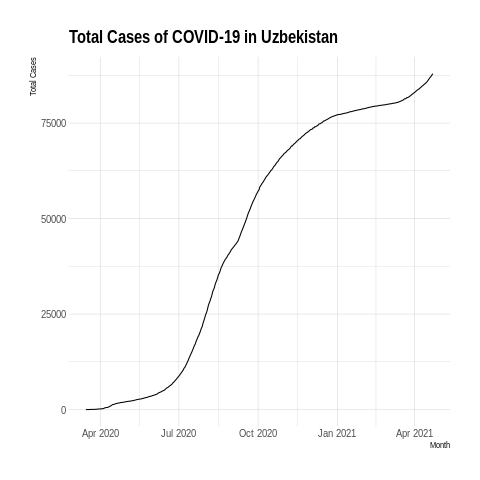 Total Cases of COVID-19 in Uzbekistan
Total Cases
75000
50000
25000
0
Apr 2020 Jul 2020 Oct 2020 Jan 2021 Apr 2021
Month